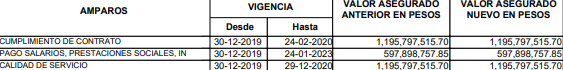 AMPAROS VIGENCIA VALOR ASEGURADO VALOR ASEGURADO
Desde Hasta ANTERIOR EN PESOS NUEVO EN PESOS
CUMPLIMIENTO DE CONTRATO 30-12-2019 24-02-2020 1,195,797,515.70 1,195,797,515.70
PAGO SALARIOS, PRESTACIONES SOCIALES, IN 30-12-2019 24-01-2023 597,898,757.85 597,898,757.85
CALIDAD DE SERVICIO 30-12-2019 29-12-2020 1,195,797,515.70 1,195,797,515.70